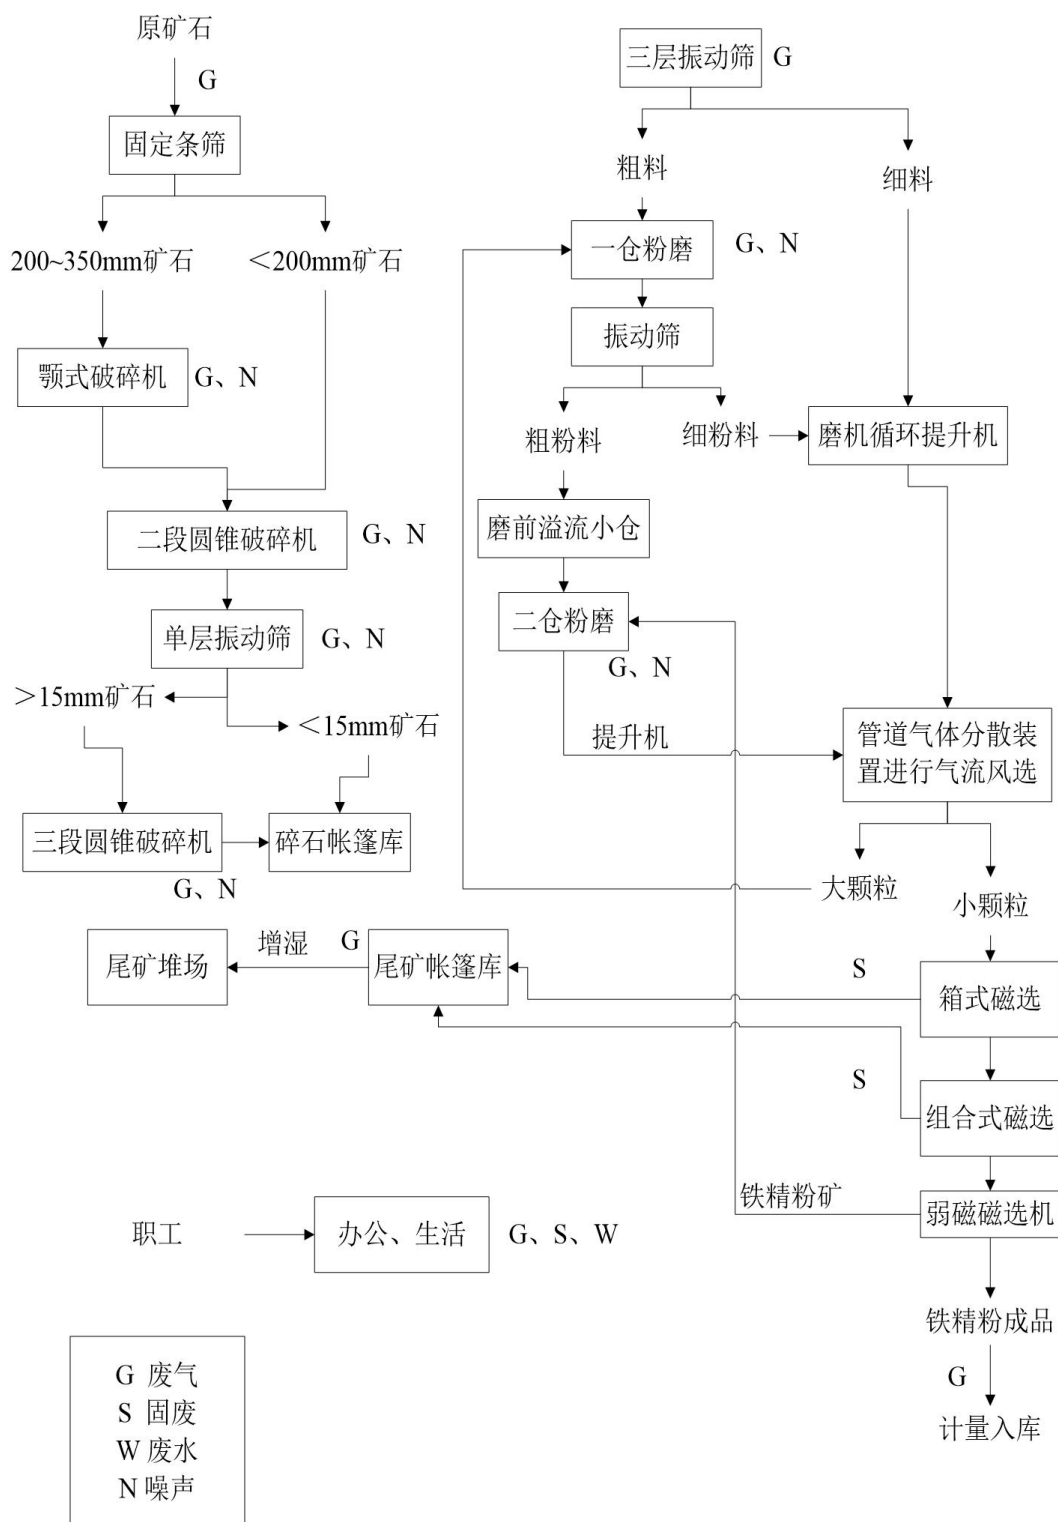 原矿石
G
固定条筛
200~350mm矿石
＜200mm矿石
颚式破碎机
G、N
二段圆锥破碎机
G、N
单层振动筛
G、N
＞15mm矿石
＜15mm矿石
三段圆锥破碎机
G、N
碎石帐篷库
三层振动筛
G
粗料
细料
一仓粉磨
G、N
振动筛
粗粉料
细粉料
磨机循环提升机
磨前溢流小仓
二仓粉磨
G、N
提升机
管道气体分散装
置进行气流风选
大颗粒
小颗粒
尾矿堆场
增湿
G
尾矿帐篷库
S
箱式磁选
S
组合式磁选
铁精粉矿
弱磁磁选机
铁精粉成品
G
计量入库
职工
办公、生活
G、S、W
G 废气
S 固废
W 废水
N 噪声